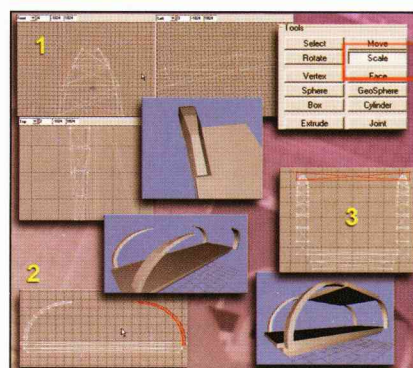 1
Tools
Select Move
Rotate Scale
Vertex Face
Sphere GeoSphere
Box Cylinder
Extrude Joint
3
2